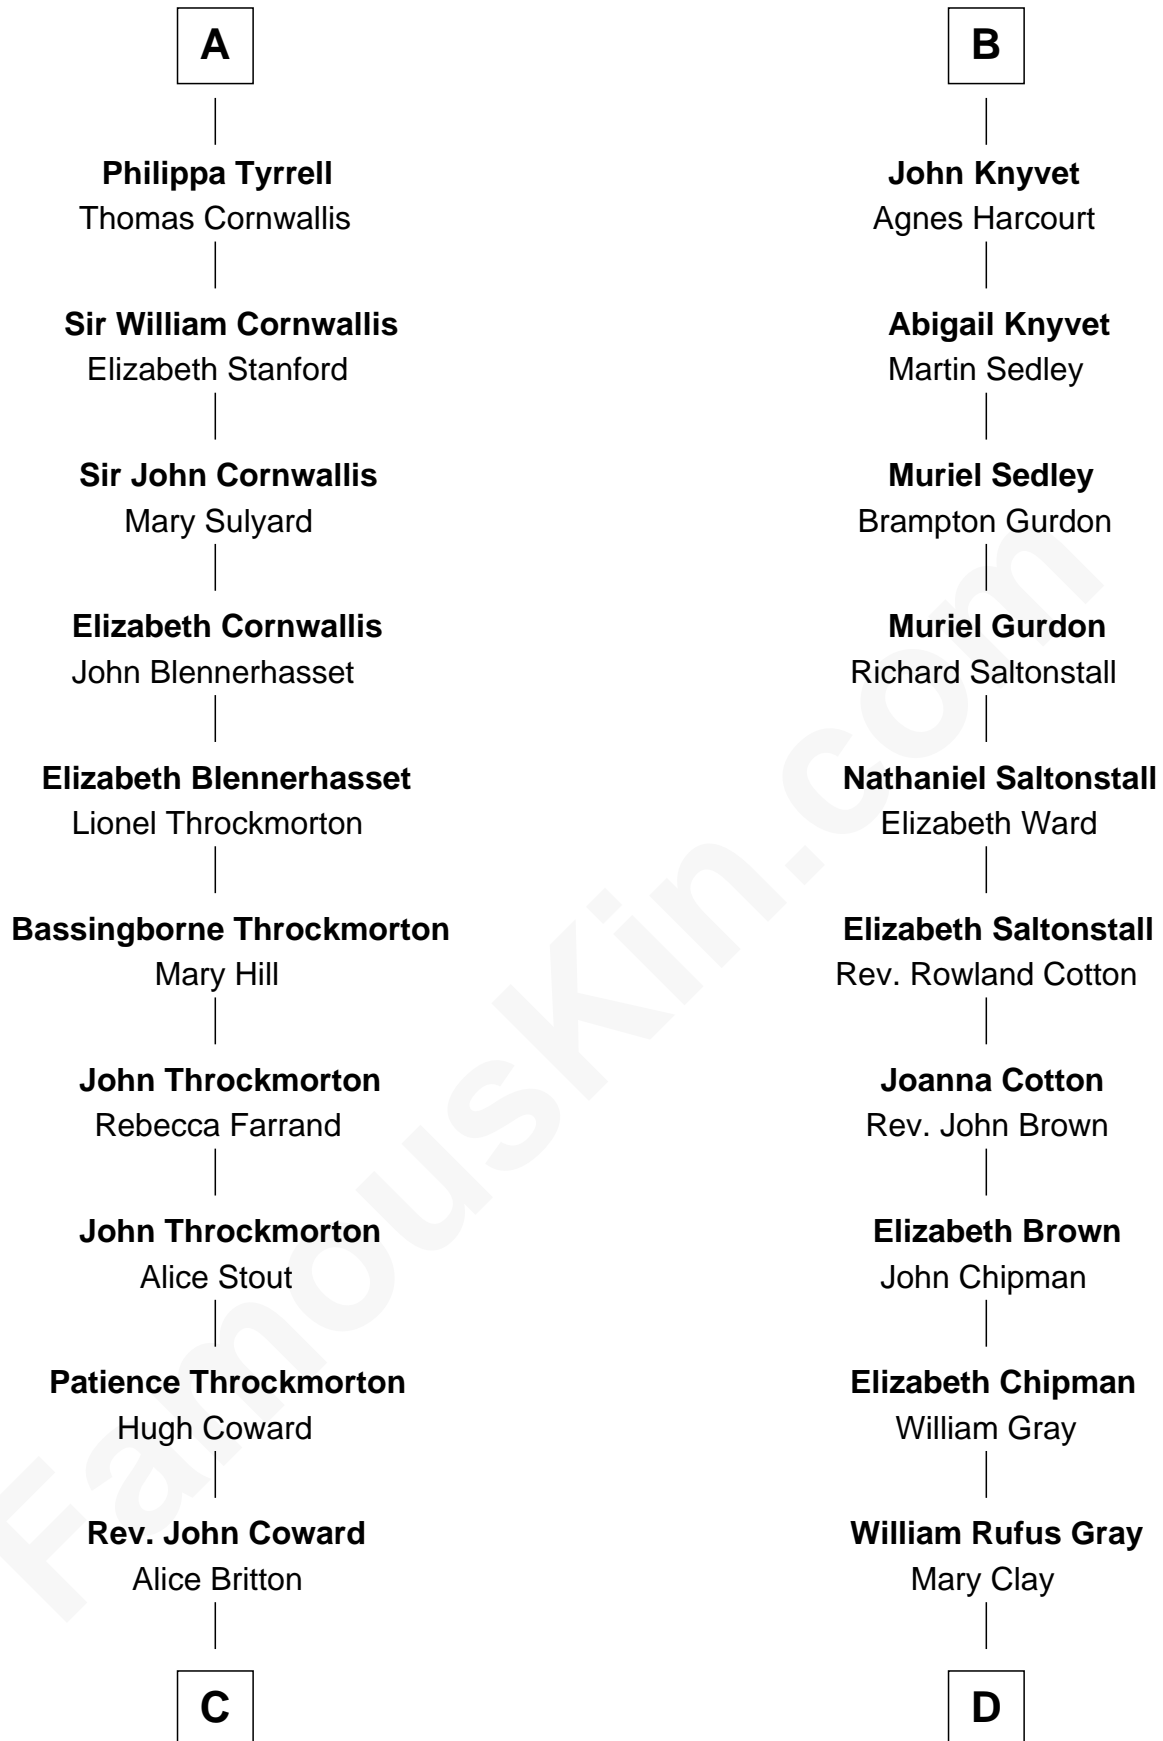 A
Philippa Tyrrell
Thomas Cornwallis
Sir William Cornwallis
Elizabeth Stanford
Sir John Cornwallis
Mary Sulyard
Elizabeth Cornwallis
John Blennerhasset
Elizabeth Blennerhasset
Lionel Throckmorton
Bassingborne Throckmorton
Mary Hill
John Throckmorton
Rebecca Farrand
John Throckmorton
Alice Stout
Patience Throckmorton
Hugh Coward
Rev. John Coward
Alice Britton
C
B
John Knyvet
Agnes Harcourt
Abigail Knyvet
Martin Sedley
Muriel Sedley
Brampton Gurdon
Muriel Gurdon
Richard Saltonstall
Nathaniel Saltonstall
Elizabeth Ward
Elizabeth Saltonstall
Rev. Rowland Cotton
Joanna Cotton
Rev. John Brown
Elizabeth Brown
John Chipman
Elizabeth Chipman
William Gray
William Rufus Gray
Mary Clay
D
FamousKin.com